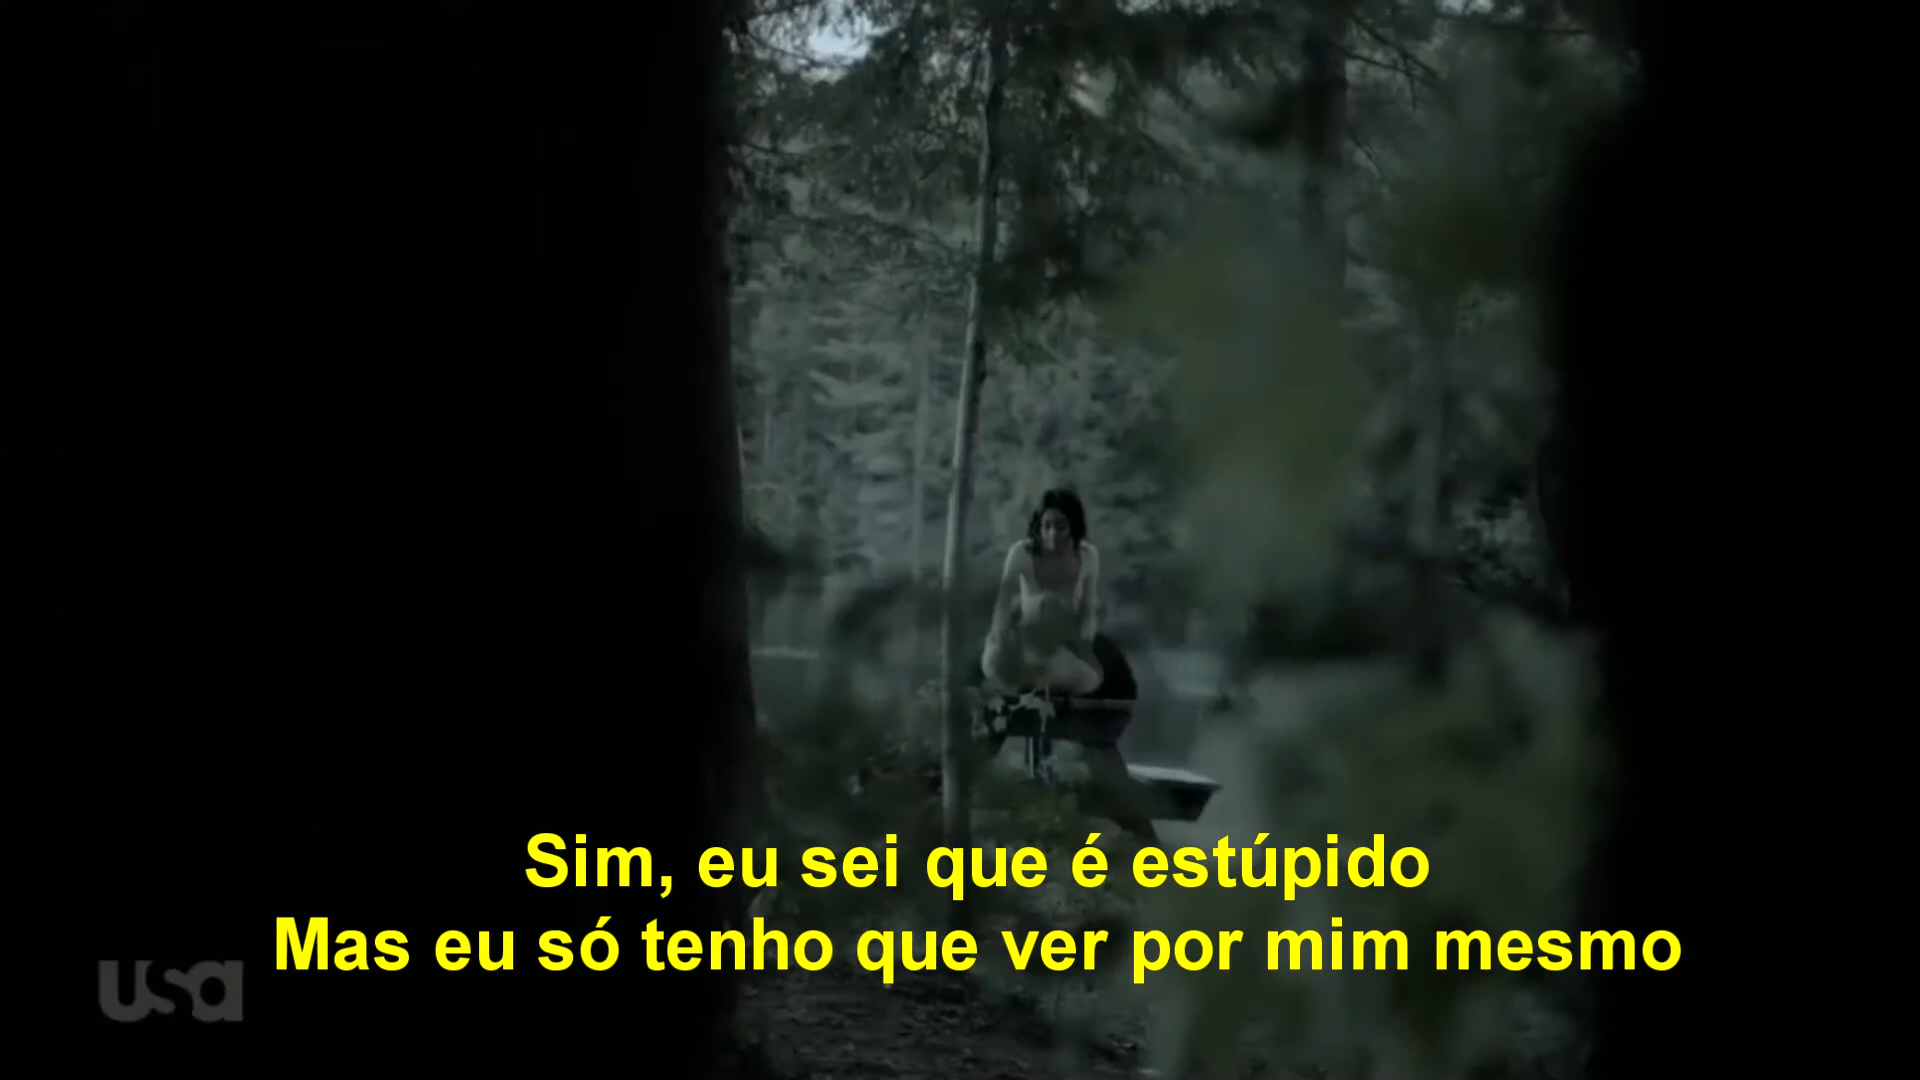 Sim, eu sei que é estúpido
Mas eu só tenho que ver por mim mesmo
usa